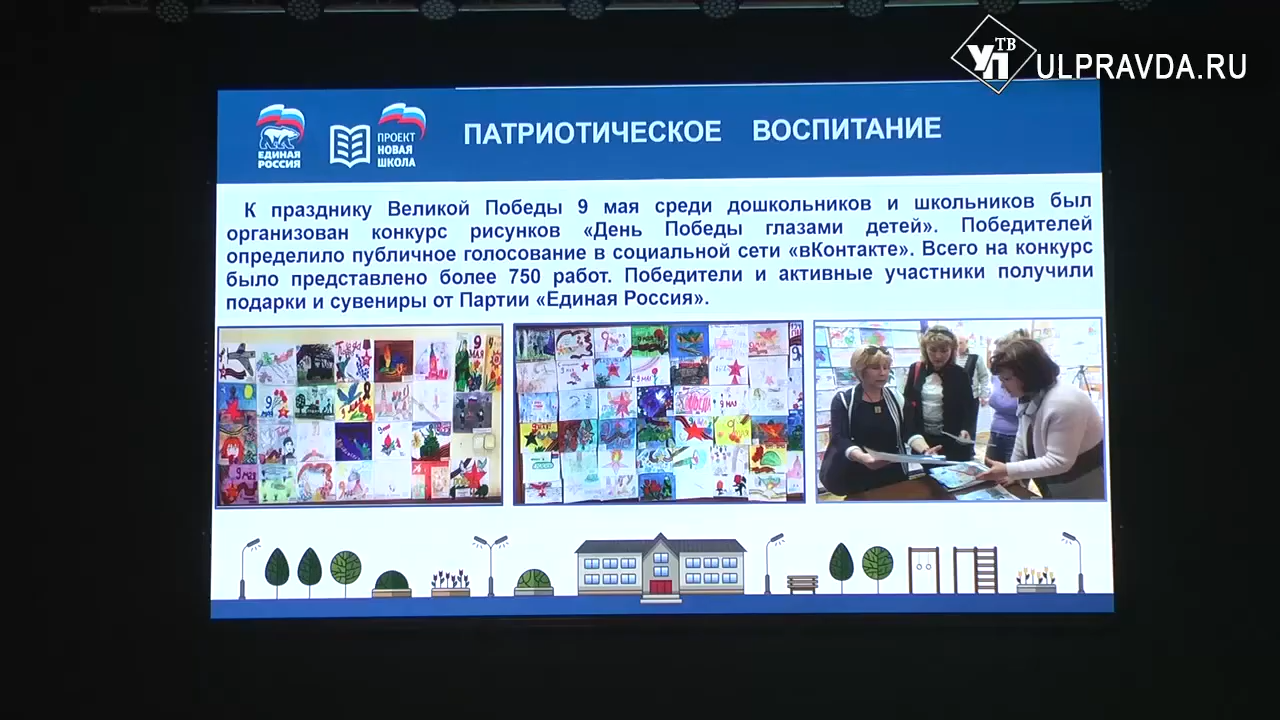 УП ТВ
ULPRAVDA.RU
ЕДИНАЯ
РОССИЯ
ПРОЕКТ
НОВАЯ
ШКОЛА
ПАТРИОТИЧЕСКОЕ ВОСПИТАНИЕ
К празднику Великой Победы 9 мая среди дошкольников и школьников был
организован конкурс рисунков «День Победы глазами детей». Победителей
определило публичное голосование в социальной сети «вКонтакте». Всего на конкурс
было представлено более 750 работ. Победители и активные участники получили
подарки и сувениры от Партии «Единая Россия».